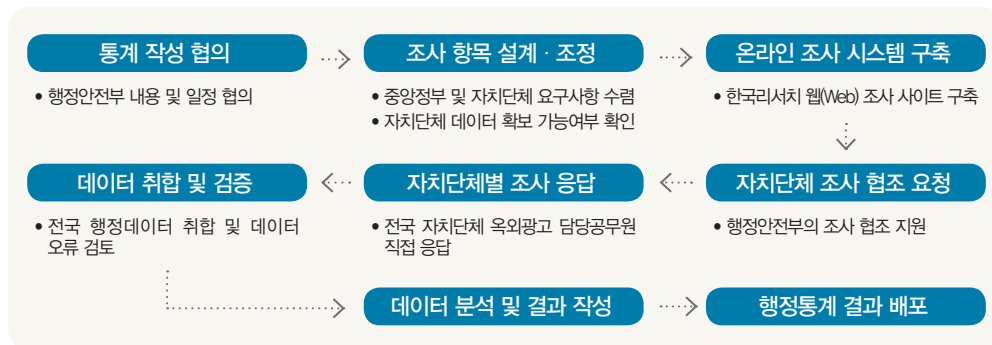 통계 작성 협의
• 행정안전부 내용 및 일정 협의
조사 항목 설계 · 조정
• 중앙정부 및 자치단체 요구사항 수렴
• 자치단체 데이터 확보 가능여부 확인
온라인 조사 시스템 구축
• 한국리서치 웹(Web) 조사 사이트 구축
자치단체 조사 협조 요청
• 행정안전부의 조사 협조 지원
자치단체별 조사 응답
• 전국 자치단체 옥외광고 담당공무원
직접 응답
데이터 취합 및 검증
• 전국 행정데이터 취합 및 데이터
오류 검토
데이터 분석 및 결과 작성
행정통계 결과 배포